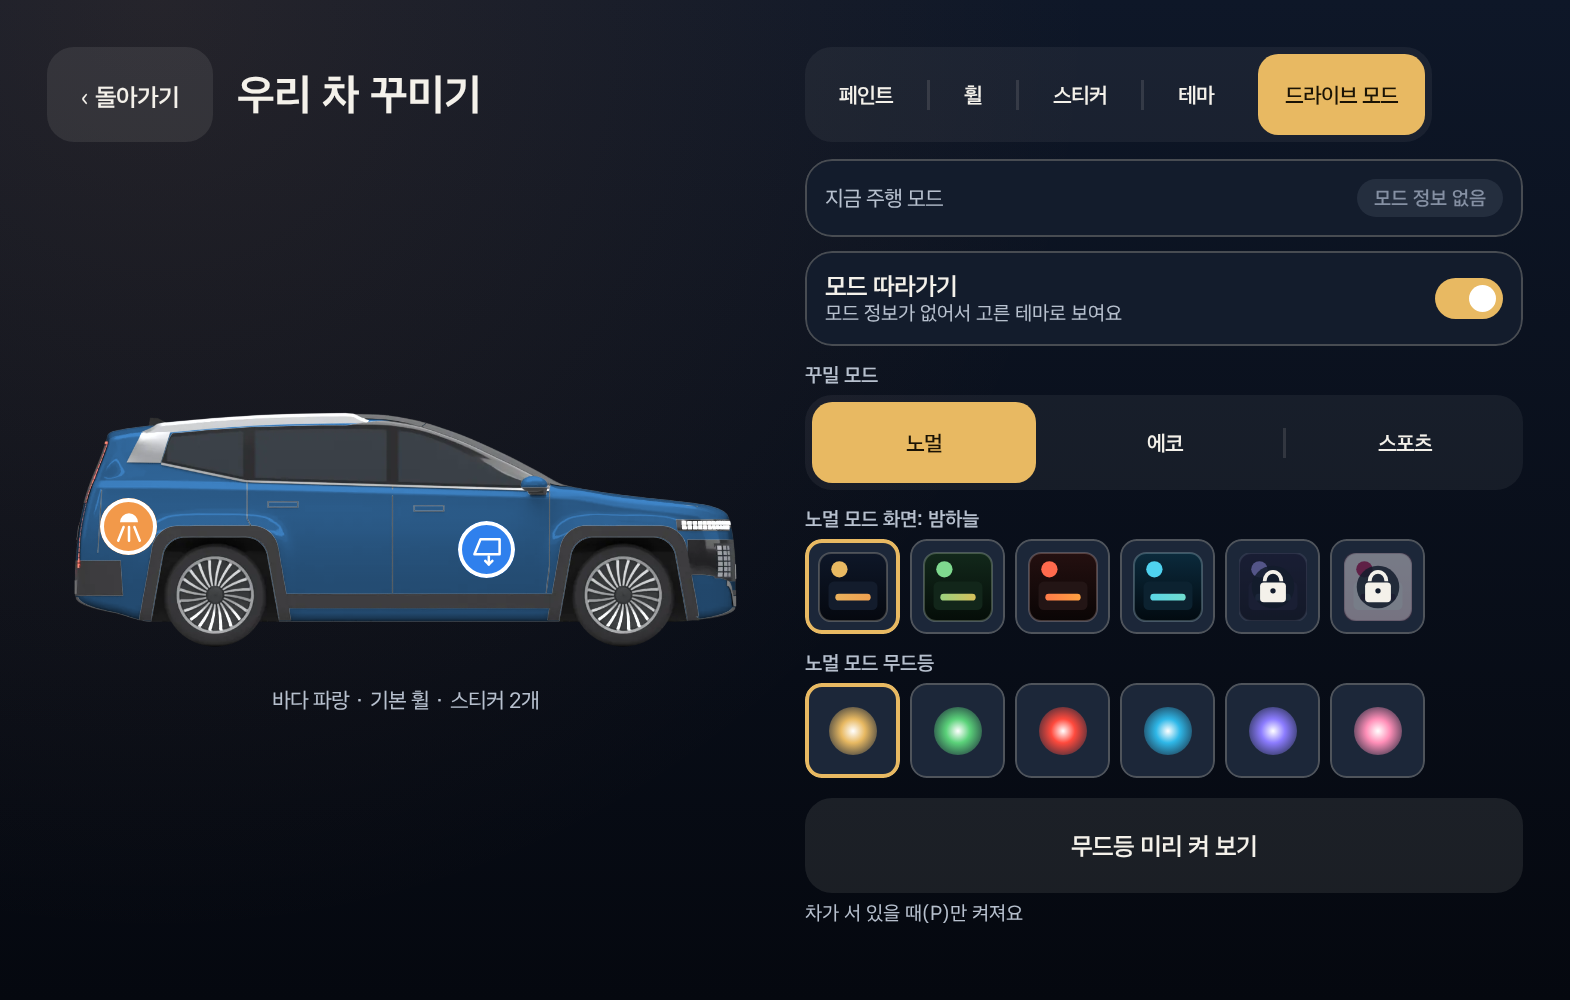 ‹ 돌아가기
우리 차 꾸미기
페인트
휠
스티커
테마
드라이브 모드
지금 주행 모드
모드 정보 없음
모드 따라가기
모드 정보가 없어서 고른 테마로 보여요
꾸밀 모드
노멀
에코
스포츠
노멀 모드 화면: 밤하늘
노멀 모드 무드등
바다 파랑 · 기본 휠 · 스티커 2개
무드등 미리 켜 보기
차가 서 있을 때(P)만 켜져요